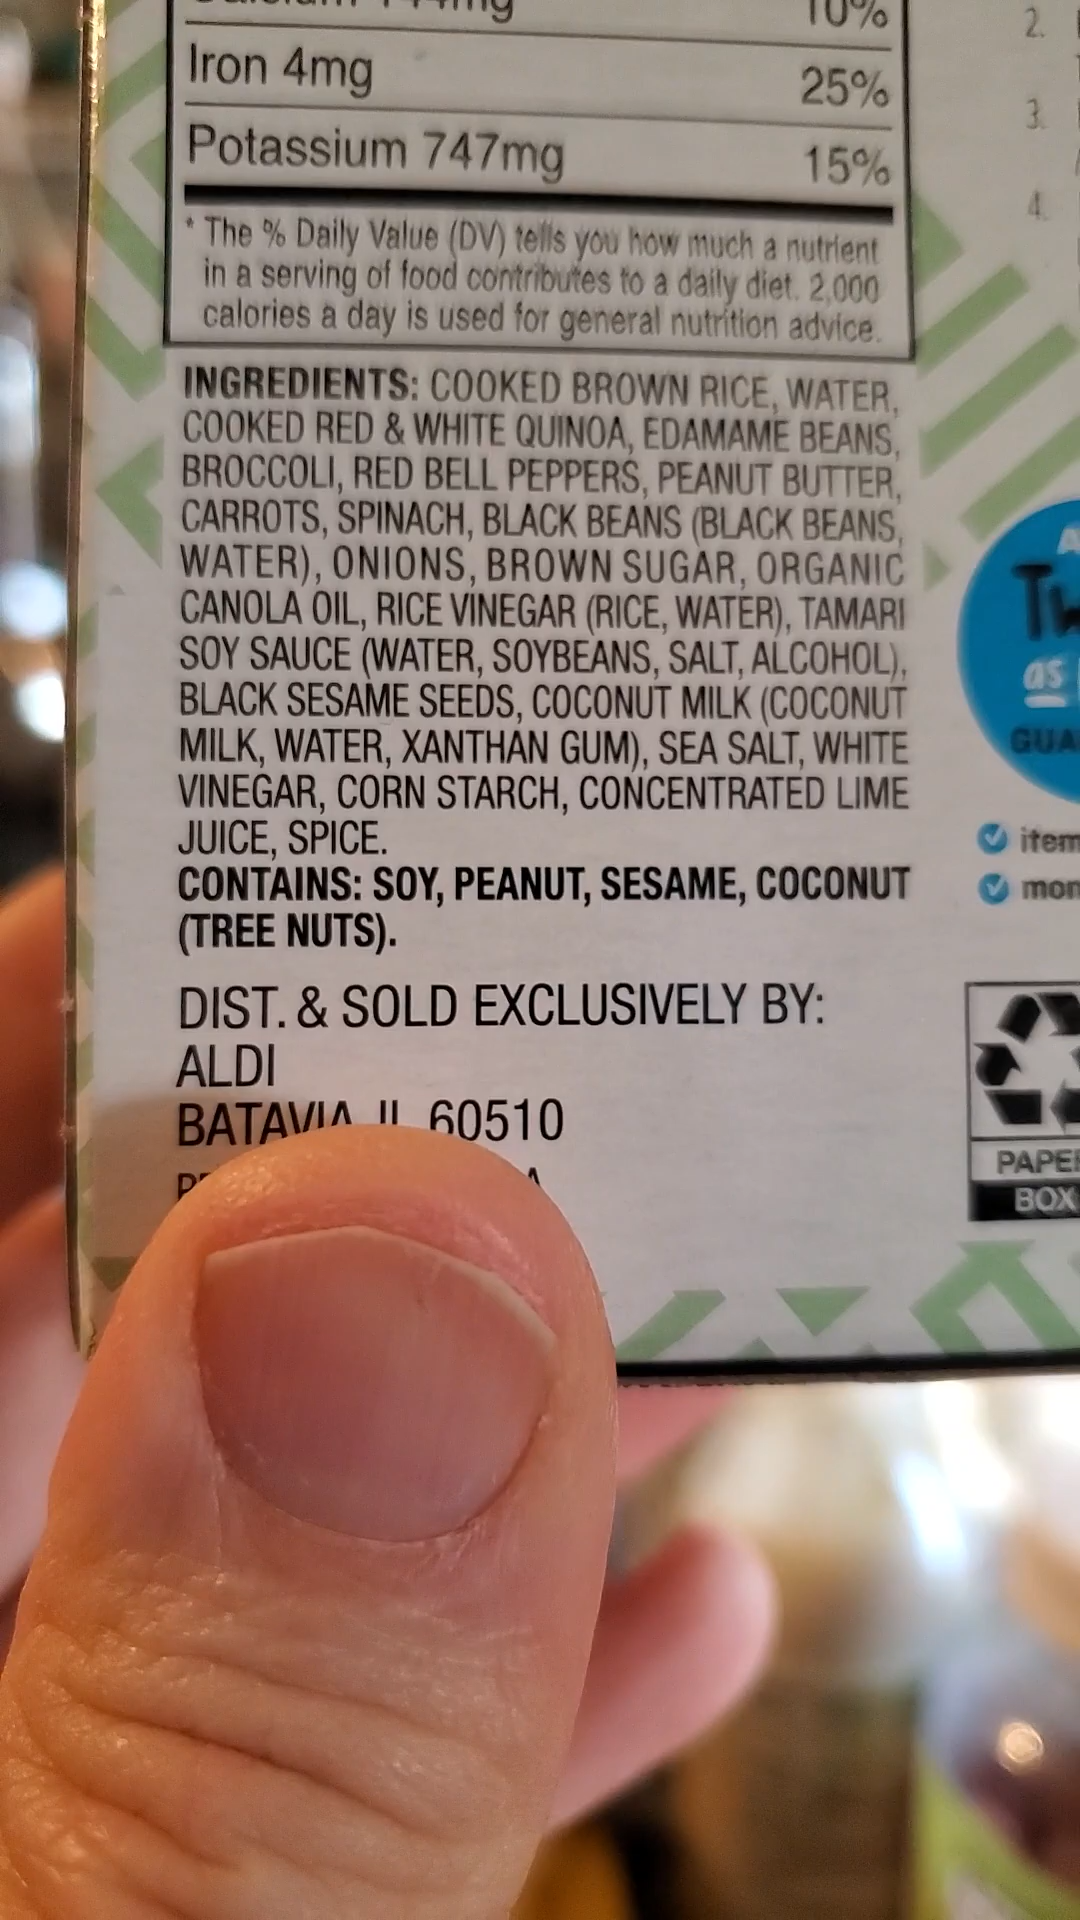 10%
Iron 4mg 25%
Potassium 747mg 15%
* The % Daily Value (DV) tells you how much a nutrient
in a serving of food contributes to a daily diet. 2,000
calories a day is used for general nutrition advice.
INGREDIENTS: COOKED BROWN RICE, WATER,
COOKED RED & WHITE QUINOA, EDAMAME BEANS,
BROCCOLI, RED BELL PEPPERS, PEANUT BUTTER,
CARROTS, SPINACH, BLACK BEANS (BLACK BEANS,
WATER), ONIONS, BROWN SUGAR, ORGANIC
CANOLA OIL, RICE VINEGAR (RICE, WATER), TAMARI
SOY SAUCE (WATER, SOYBEANS, SALT, ALCOHOL),
BLACK SESAME SEEDS, COCONUT MILK (COCONUT
MILK, WATER, XANTHAN GUM), SEA SALT, WHITE
VINEGAR, CORN STARCH, CONCENTRATED LIME
JUICE, SPICE.
CONTAINS: SOY, PEANUT, SESAME, COCONUT
(TREE NUTS).
DIST. & SOLD EXCLUSIVELY BY:
ALDI
BATAVIA IL 60510
2.
3.
4.
as
item
PAPE
BOX